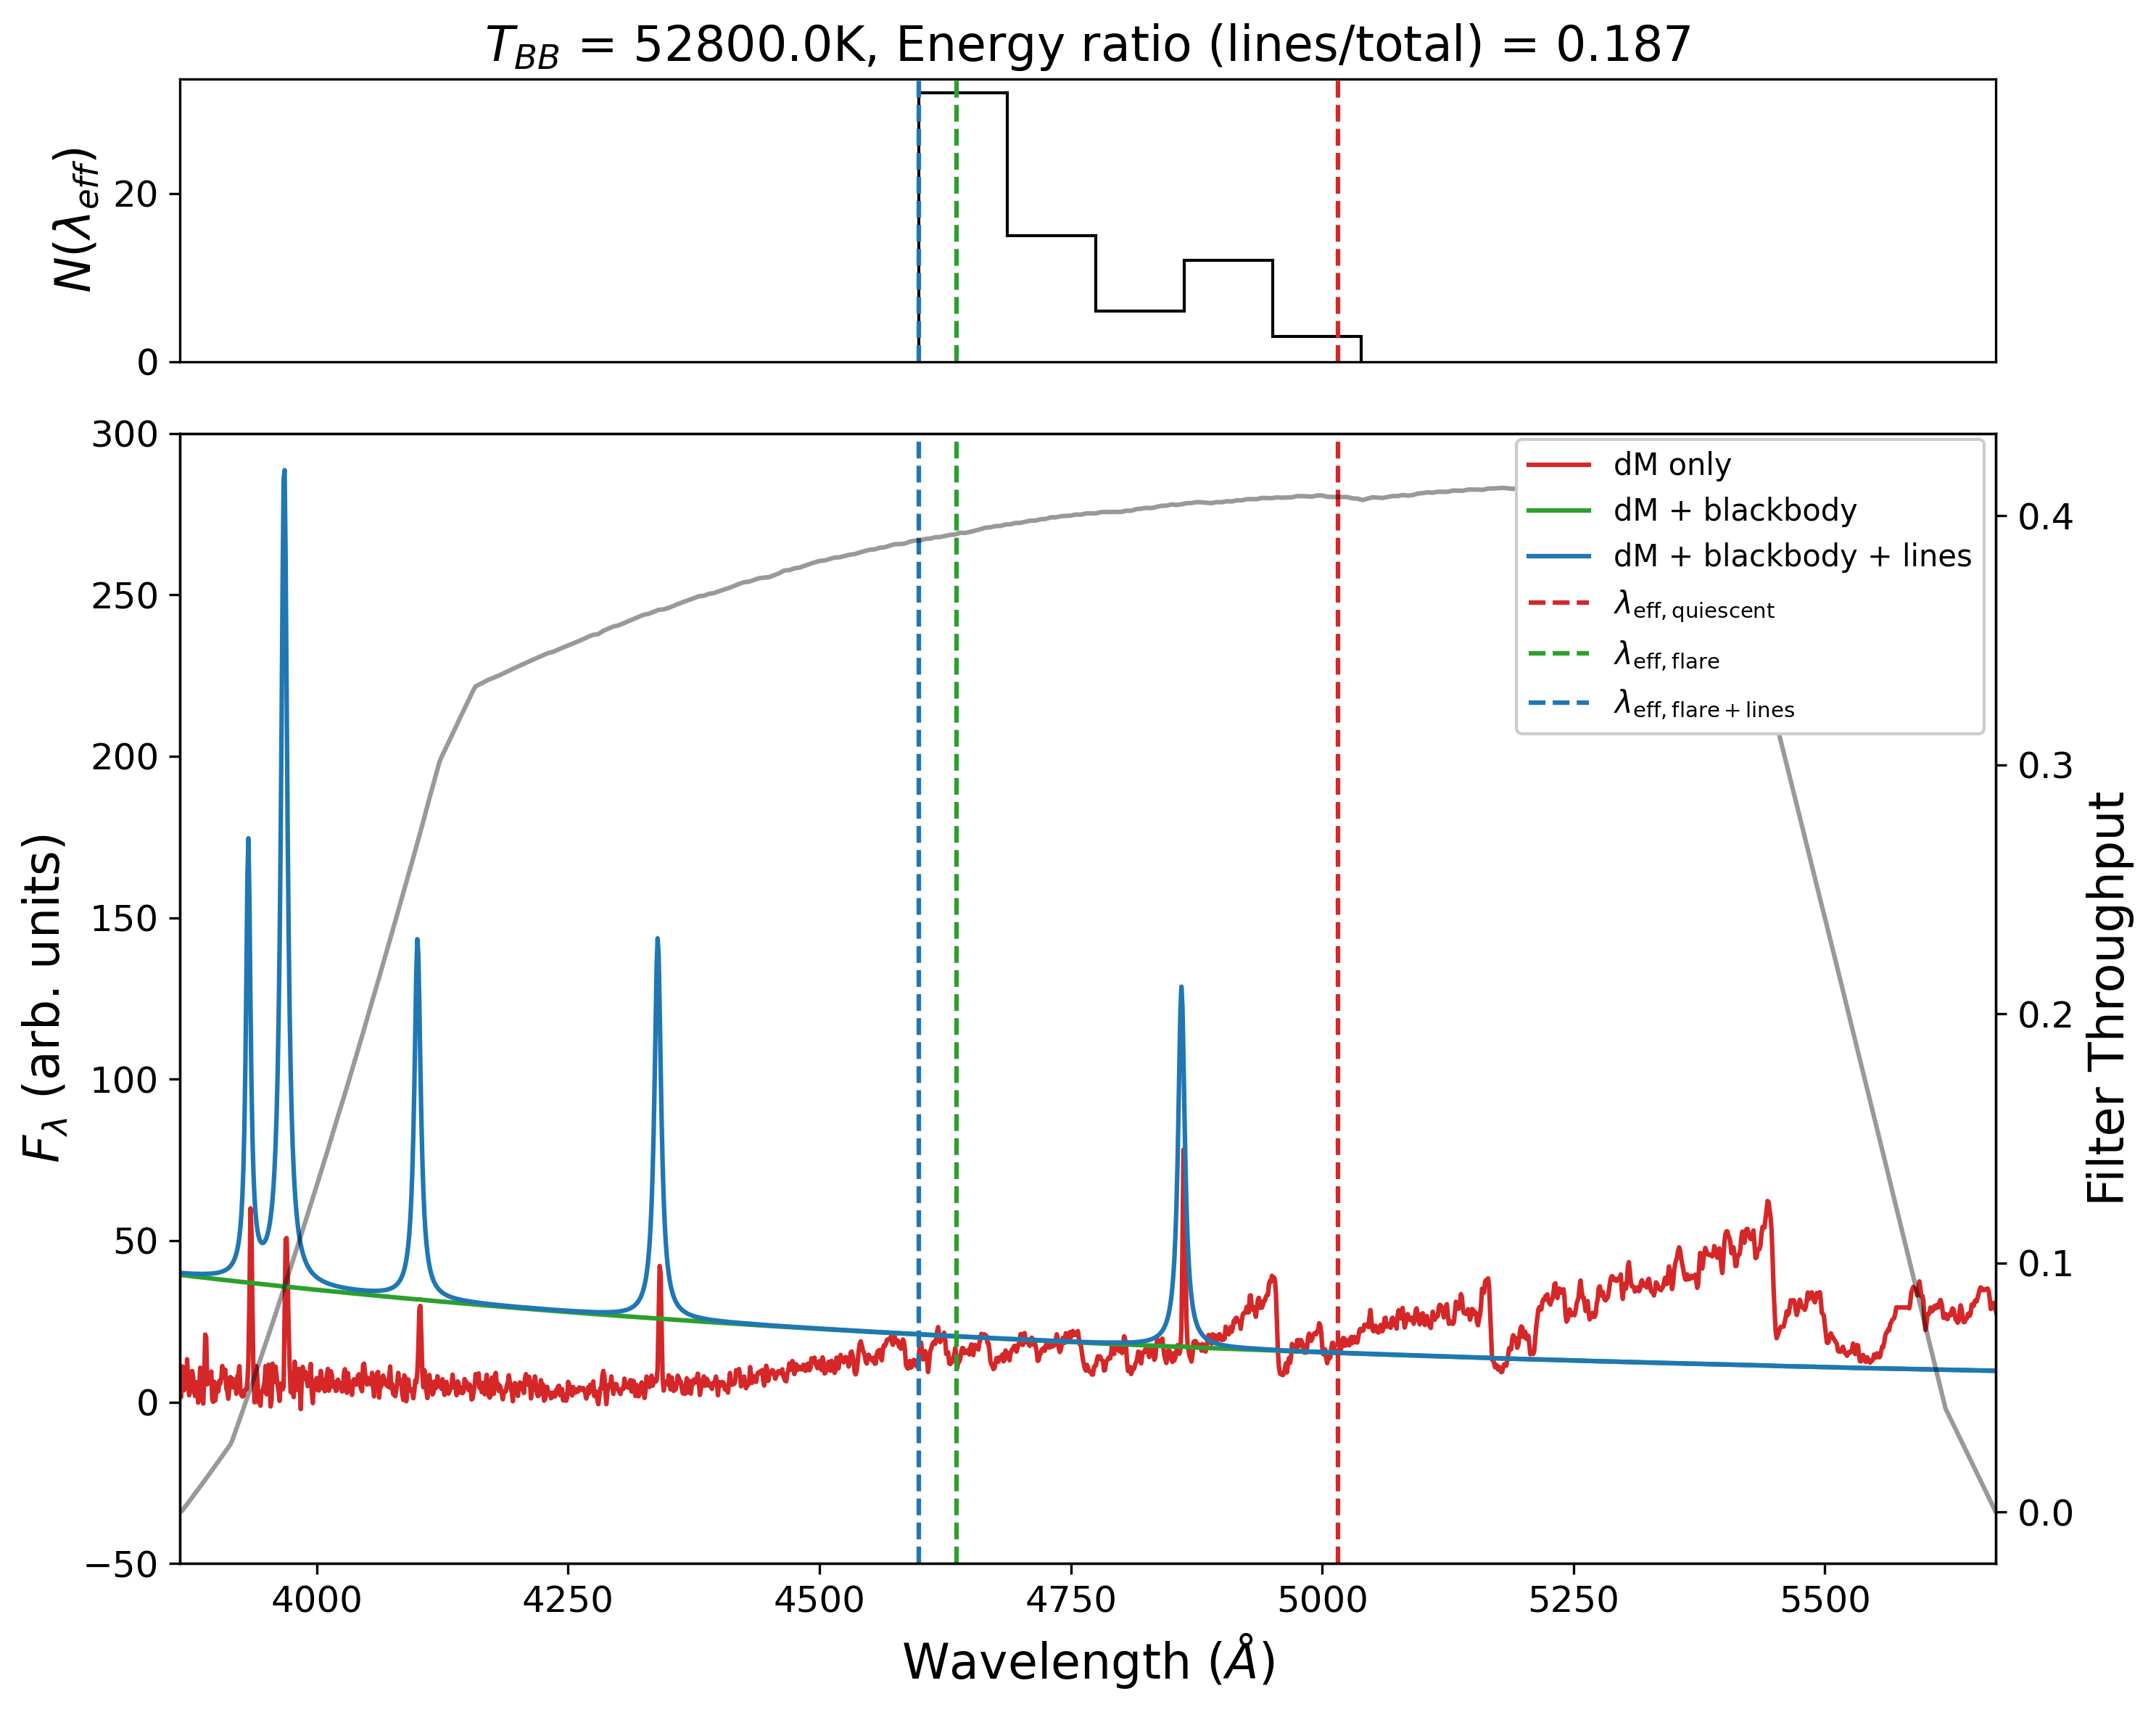 T_BB = 52800.0K, Energy ratio (lines/total) = 0.187
N(λ_eff)
20
0
300
250
200
150
100
50
0
−50
F_λ (arb. units)
dM only
dM + blackbody
dM + blackbody + lines
λ_eff, quiescent
λ_eff, flare
λ_eff, flare + lines
0.4
0.3
0.2
0.1
0.0
Filter Throughput
4000 4250 4500 4750 5000 5250 5500
Wavelength (Å)